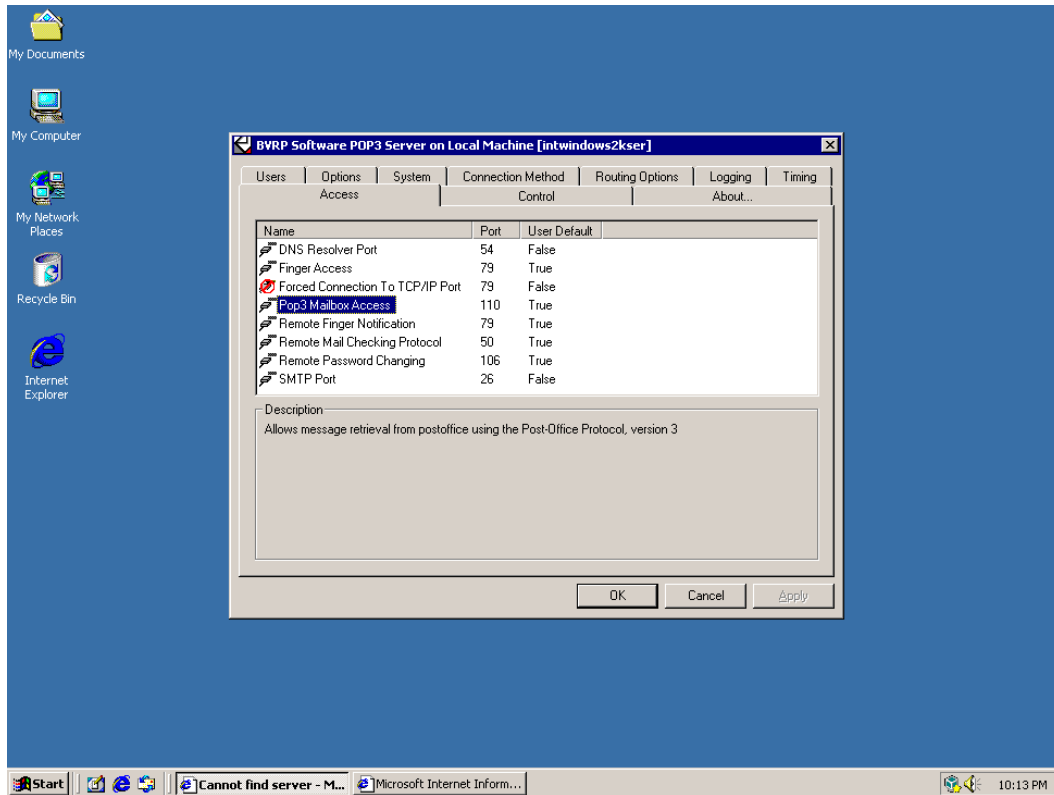 My Documents
My Computer
My Network
Places
Recycle Bin
Internet
Explorer
BVRP Software POP3 Server on Local Machine [intwindows2kser]
Users Options System Connection Method Routing Options Logging Timing
Access Control About...
Name Port User Default
DNS Resolver Port 54 False
Finger Access 79 True
Forced Connection To TCP/IP Port 79 False
Pop3 Mailbox Access 110 True
Remote Finger Notification 79 True
Remote Mail Checking Protocol 50 True
Remote Password Changing 106 True
SMTP Port 26 False
Description
Allows message retrieval from postoffice using the Post-Office Protocol, version 3
OK Cancel Apply
Start Cannot find server - M... Microsoft Internet Inform... 10:13 PM